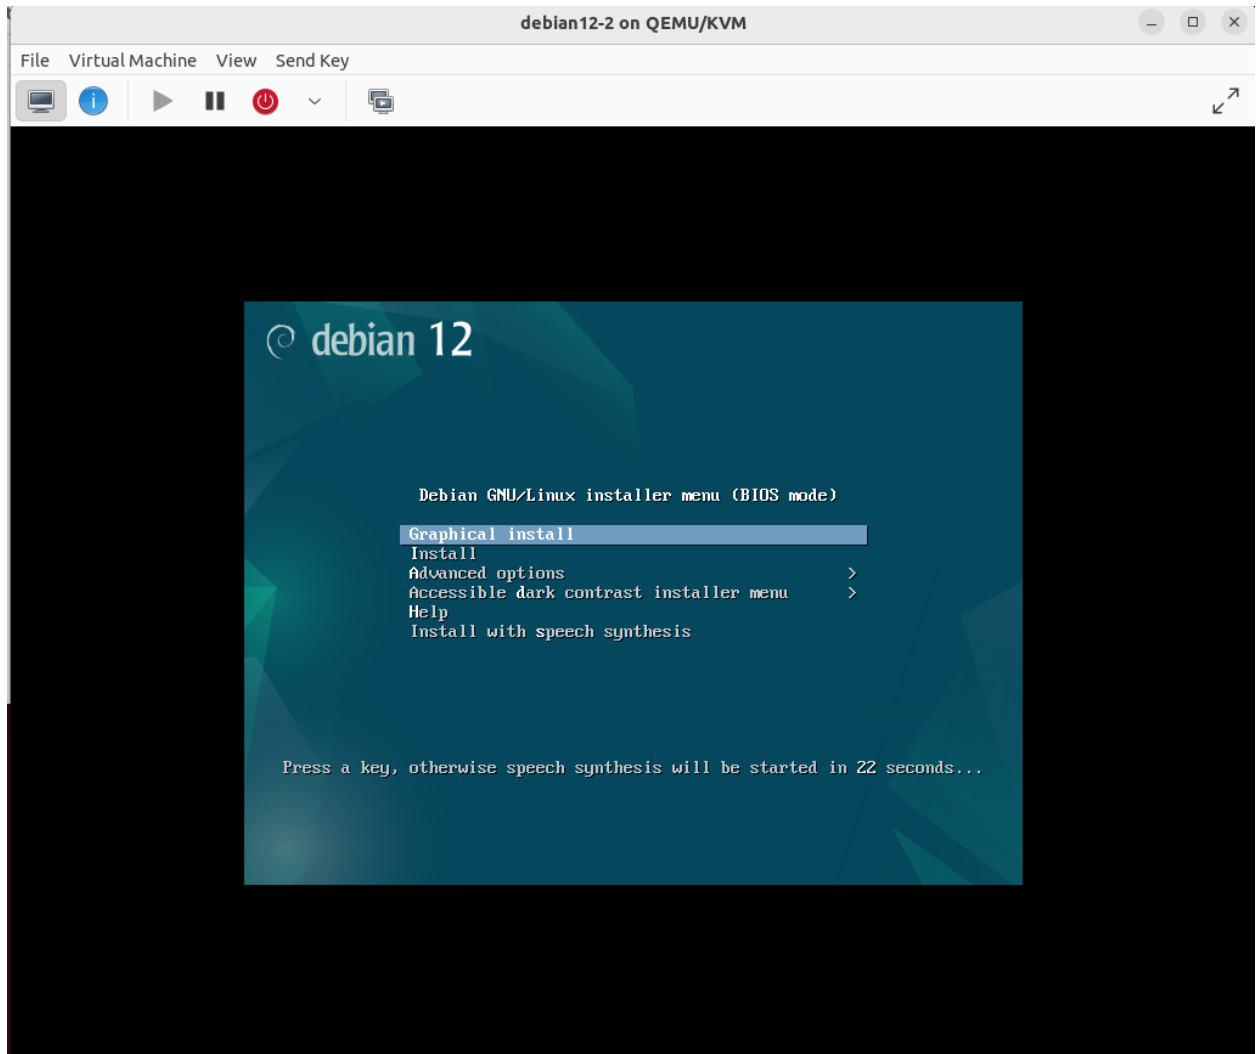 debian12-2 on QEMU/KVM
File Virtual Machine View Send Key
debian 12
Debian GNU/Linux installer menu (BIOS mode)
Graphical install
Install
Advanced options >
Accessible dark contrast installer menu >
Help
Install with speech synthesis
Press a key, otherwise speech synthesis will be started in 22 seconds...